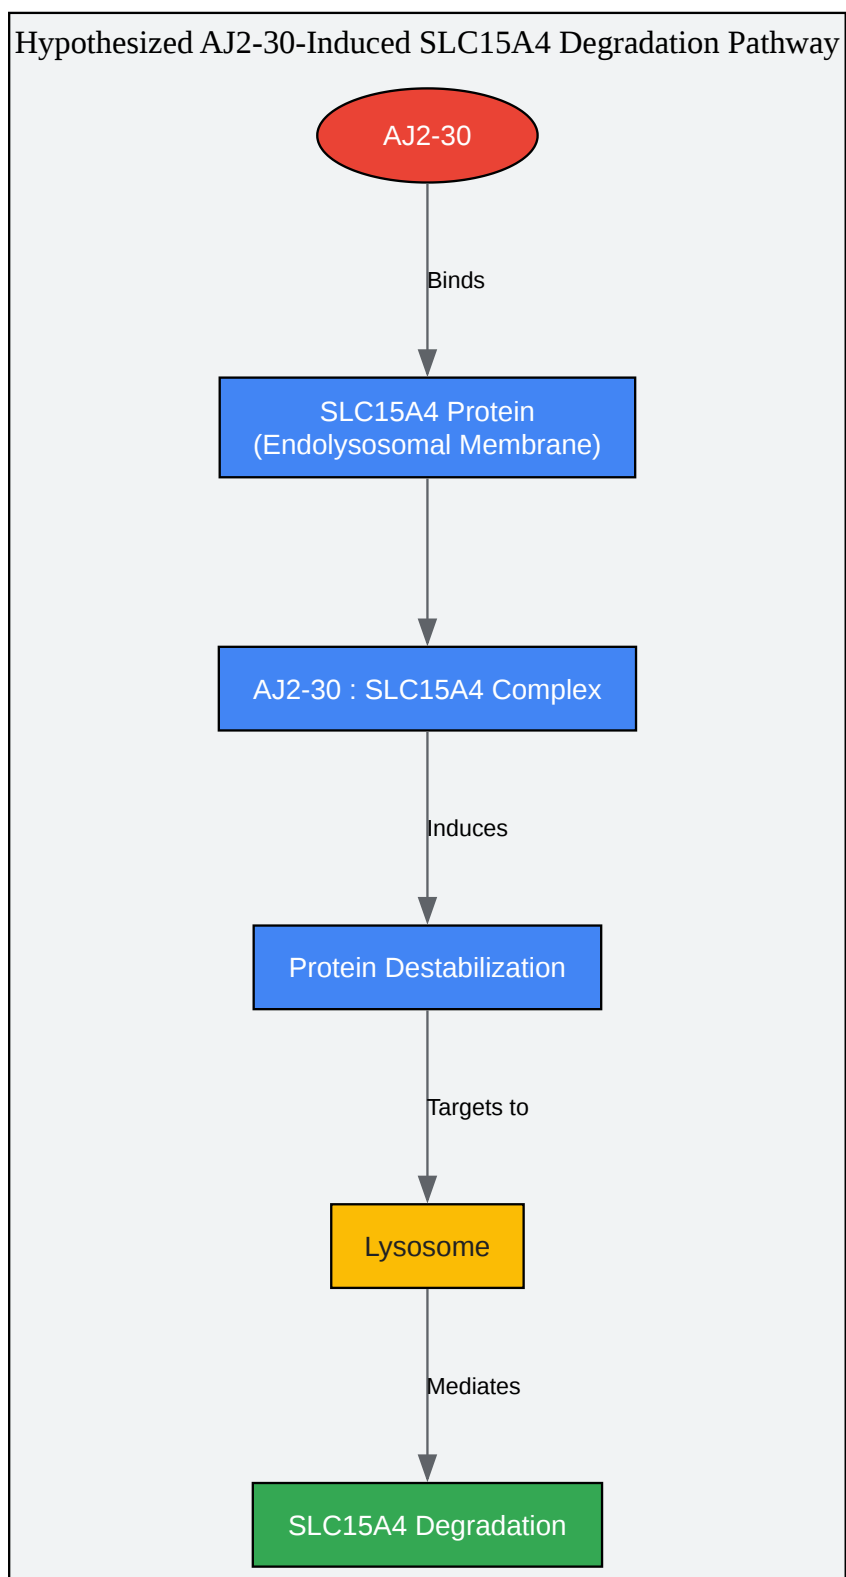 Hypothesized AJ2-30-Induced SLC15A4 Degradation Pathway
AJ2-30
Binds
SLC15A4 Protein
(Endolysosomal Membrane)
AJ2-30 : SLC15A4 Complex
Induces
Protein Destabilization
Targets to
Lysosome
Mediates
SLC15A4 Degradation